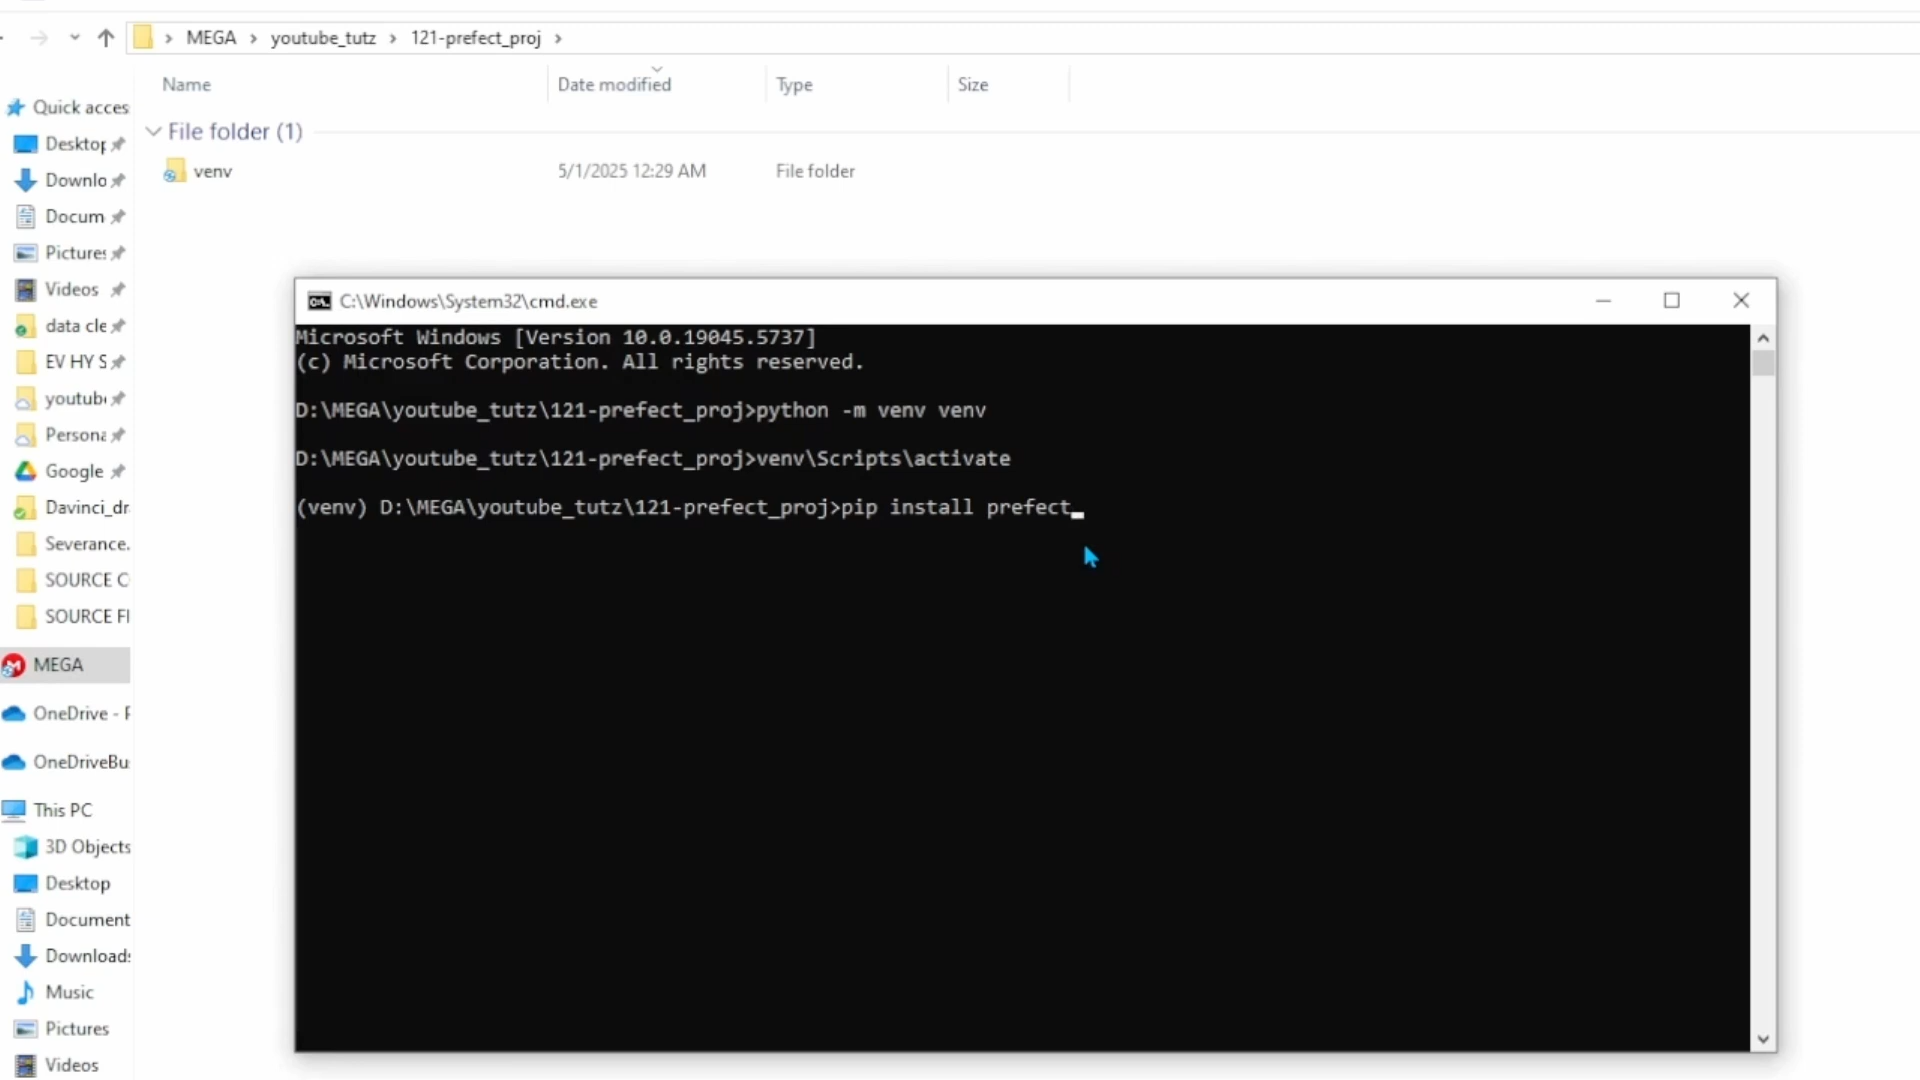 MEGA > youtube_tutz > 121-prefect_proj >
Name Date modified Type Size
Quick acces
File folder (1)
Desktop
venv 5/1/2025 12:29 AM File folder
Downlo
Docum
Pictures
Videos
data cle
EV HY S
youtub
Persona
Google
Davinci_dr
Severance.
SOURCE C
SOURCE FI
MEGA
OneDrive - P
OneDriveBu
This PC
3D Objects
Desktop
Document
Downloads
Music
Pictures
Videos
C:\Windows\System32\cmd.exe
Microsoft Windows [Version 10.0.19045.5737]
(c) Microsoft Corporation. All rights reserved.
D:\MEGA\youtube_tutz\121-prefect_proj>python -m venv venv
D:\MEGA\youtube_tutz\121-prefect_proj>venv\Scripts\activate
(venv) D:\MEGA\youtube_tutz\121-prefect_proj>pip install prefect